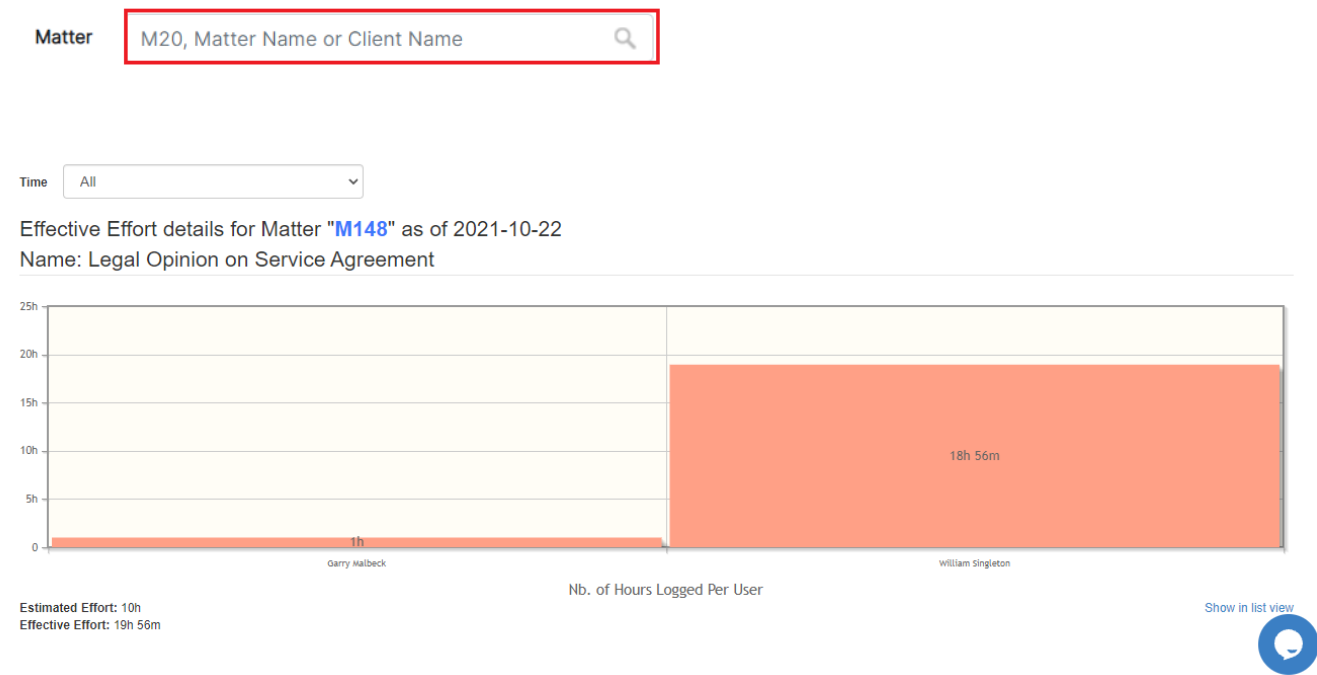 Matter M20, Matter Name or Client Name
Time All
Effective Effort details for Matter "M148" as of 2021-10-22
Name: Legal Opinion on Service Agreement
25h
20h
15h
10h
5h
0
18h 56m
1h
Garry Malbeck William Singleton
Nb. of Hours Logged Per User
Estimated Effort: 10h
Show in list view
Effective Effort: 19h 56m